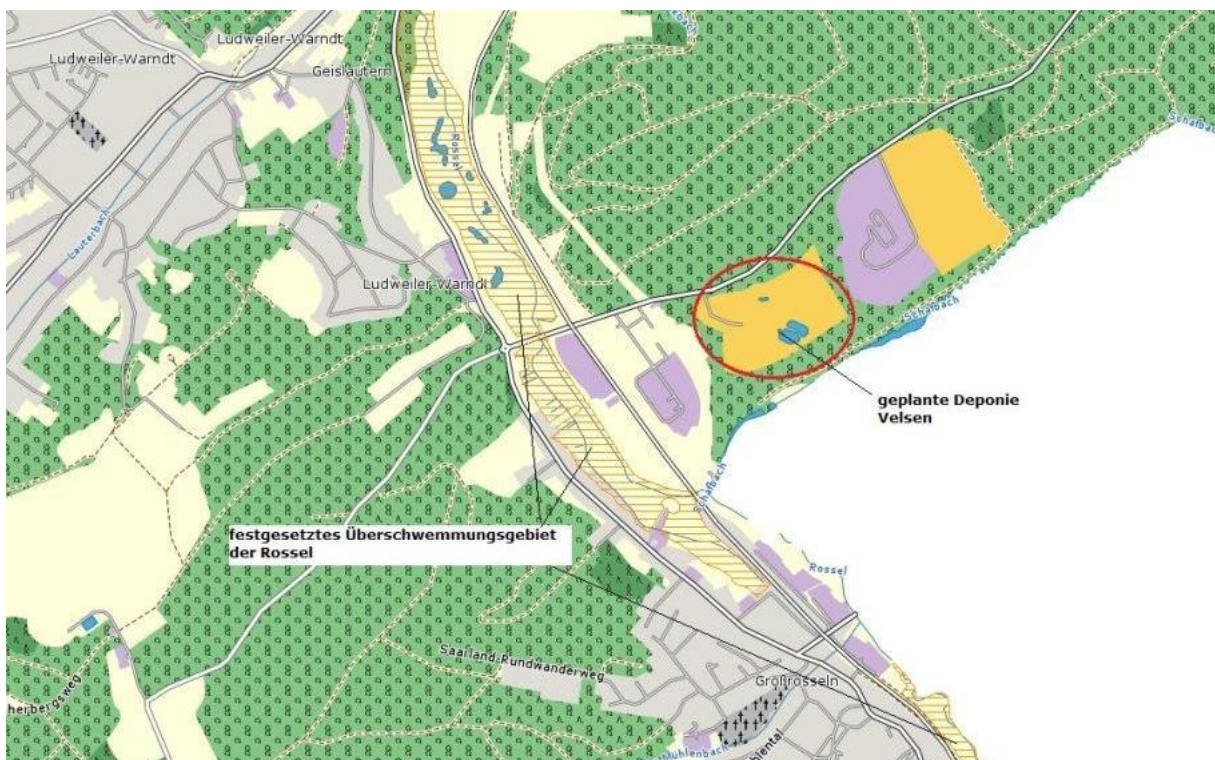 Ludweiler-Warndt
Ludweiler-Warndt
Geislautern
Rossel
Schafbach
Lauterbach
Ludweiler-Warndt
Schafbach
geplante Deponie
Velsen
Schafbach
festgesetztes Überschwemmungsgebiet
der Rossel
Rossel
Saarland-Rundwanderweg
Großrosseln
herbergsweg
Mühlenbach